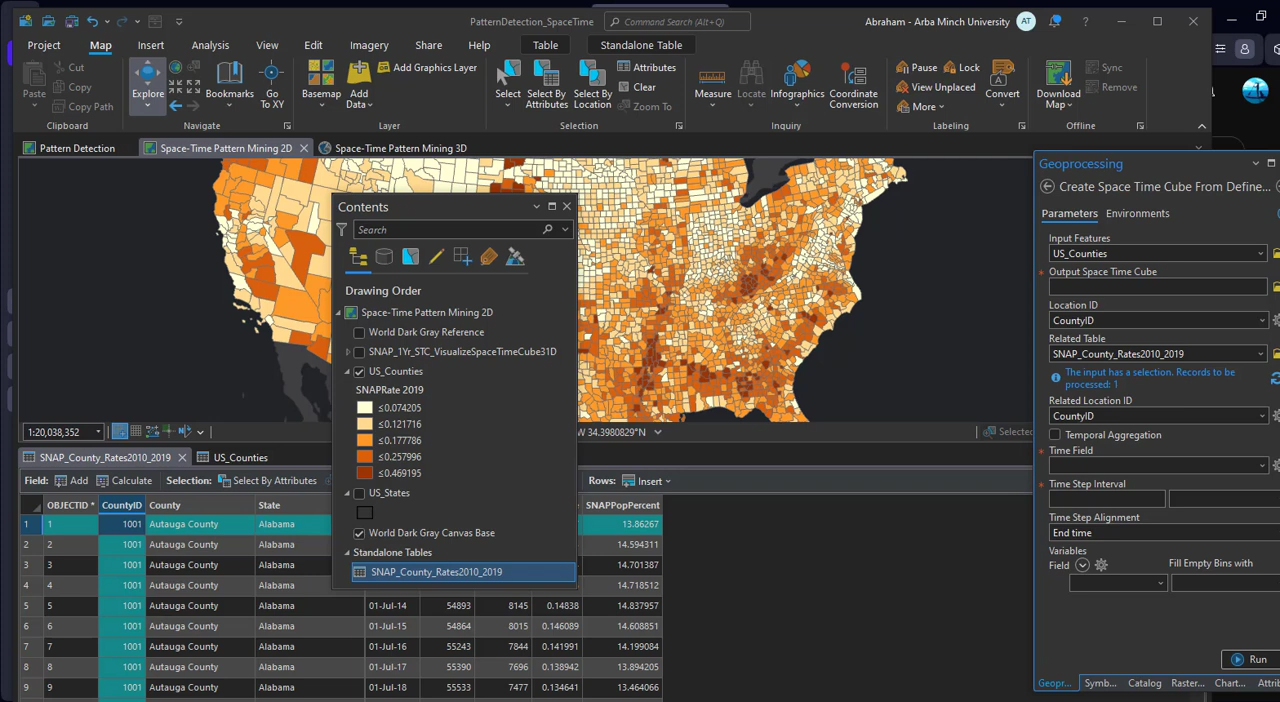 PatternDetection_SpaceTime
Command Search (Alt+Q)
Abraham - Arba Minch University
AT
?
Project Map Insert Analysis View Edit Imagery Share Help Table Standalone Table
Paste
Cut
Copy
Copy Path
Clipboard
Explore
Bookmarks
Go To XY
Navigate
Basemap
Add Data
Add Graphics Layer
Layer
Select
Select By Attributes
Select By Location
Attributes
Clear
Zoom To
Selection
Measure
Locate
Infographics
Coordinate Conversion
Inquiry
Pause
Lock
View Unplaced
More
Convert
Labeling
Download Map
Sync
Remove
Offline
Pattern Detection
Space-Time Pattern Mining 2D
Space-Time Pattern Mining 3D
Contents
Search
Drawing Order
Space-Time Pattern Mining 2D
World Dark Gray Reference
SNAP_1Yr_STC_VisualizeSpaceTimeCube31D
US_Counties
SNAPRate 2019
≤0.074205
≤0.121716
≤0.177786
≤0.257996
≤0.469195
US_States
World Dark Gray Canvas Base
Standalone Tables
SNAP_County_Rates2010_2019
1:20,038,352
W 34.3980829°N
Selected
SNAP_County_Rates2010_2019
US_Counties
Field: Add Calculate Selection: Select By Attributes
Rows: Insert
OBJECTID * CountyID County State SNAPPopPercent
1 1 1001 Autauga County Alabama 13.86267
2 2 1001 Autauga County Alabama 14.594311
3 3 1001 Autauga County Alabama 14.701387
4 4 1001 Autauga County Alabama 14.718512
5 5 1001 Autauga County Alabama 01-Jul-14 54893 8145 0.14838 14.837957
6 6 1001 Autauga County Alabama 01-Jul-15 54864 8015 0.146089 14.608851
7 7 1001 Autauga County Alabama 01-Jul-16 55243 7844 0.141991 14.199084
8 8 1001 Autauga County Alabama 01-Jul-17 55390 7696 0.138942 13.894205
9 9 1001 Autauga County Alabama 01-Jul-18 55533 7477 0.134641 13.464066
Geoprocessing
Create Space Time Cube From Define...
Parameters Environments
Input Features
US_Counties
* Output Space Time Cube
Location ID
CountyID
Related Table
SNAP_County_Rates2010_2019
The input has a selection. Records to be processed: 1
Related Location ID
CountyID
Temporal Aggregation
* Time Field
* Time Step Interval
Time Step Alignment
End time
Variables
Field
Fill Empty Bins with
Run
Geopr... Symb... Catalog Raster... Chart... Attrib